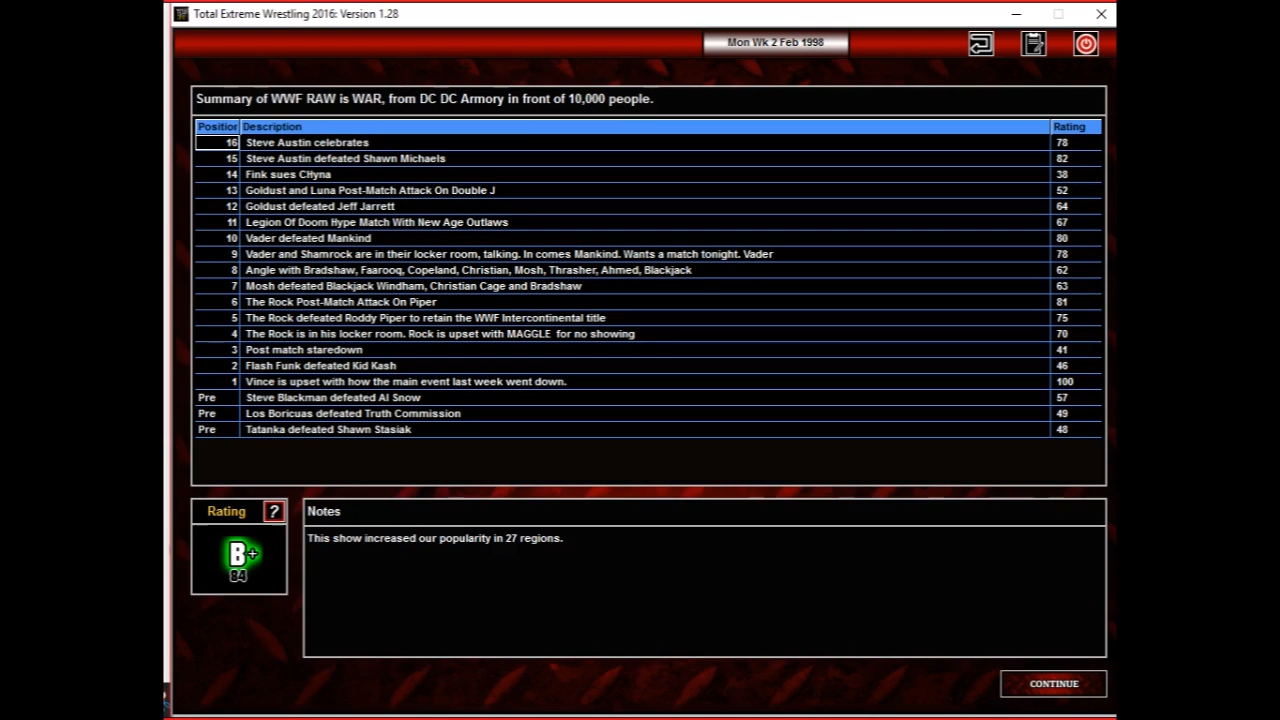 Total Extreme Wrestling 2016: Version 1.28
Mon Wk 2 Feb 1998
Summary of WWF RAW is WAR, from DC DC Armory in front of 10,000 people.
Position Description Rating
16 Steve Austin celebrates 78
15 Steve Austin defeated Shawn Michaels 82
14 Fink sues CHyna 38
13 Goldust and Luna Post-Match Attack On Double J 52
12 Goldust defeated Jeff Jarrett 64
11 Legion Of Doom Hype Match With New Age Outlaws 67
10 Vader defeated Mankind 80
9 Vader and Shamrock are in their locker room, talking. In comes Mankind. Wants a match tonight. Vader 78
8 Angle with Bradshaw, Faarooq, Copeland, Christian, Mosh, Thrasher, Ahmed, Blackjack 62
7 Mosh defeated Blackjack Windham, Christian Cage and Bradshaw 63
6 The Rock Post-Match Attack On Piper 81
5 The Rock defeated Roddy Piper to retain the WWF Intercontinental title 75
4 The Rock is in his locker room. Rock is upset with MAGGLE for no showing 70
3 Post match staredown 41
2 Flash Funk defeated Kid Kash 46
1 Vince is upset with how the main event last week went down. 100
Pre Steve Blackman defeated Al Snow 57
Pre Los Boricuas defeated Truth Commission 49
Pre Tatanka defeated Shawn Stasiak 48
Rating ? Notes
B+
84
This show increased our popularity in 27 regions.
CONTINUE